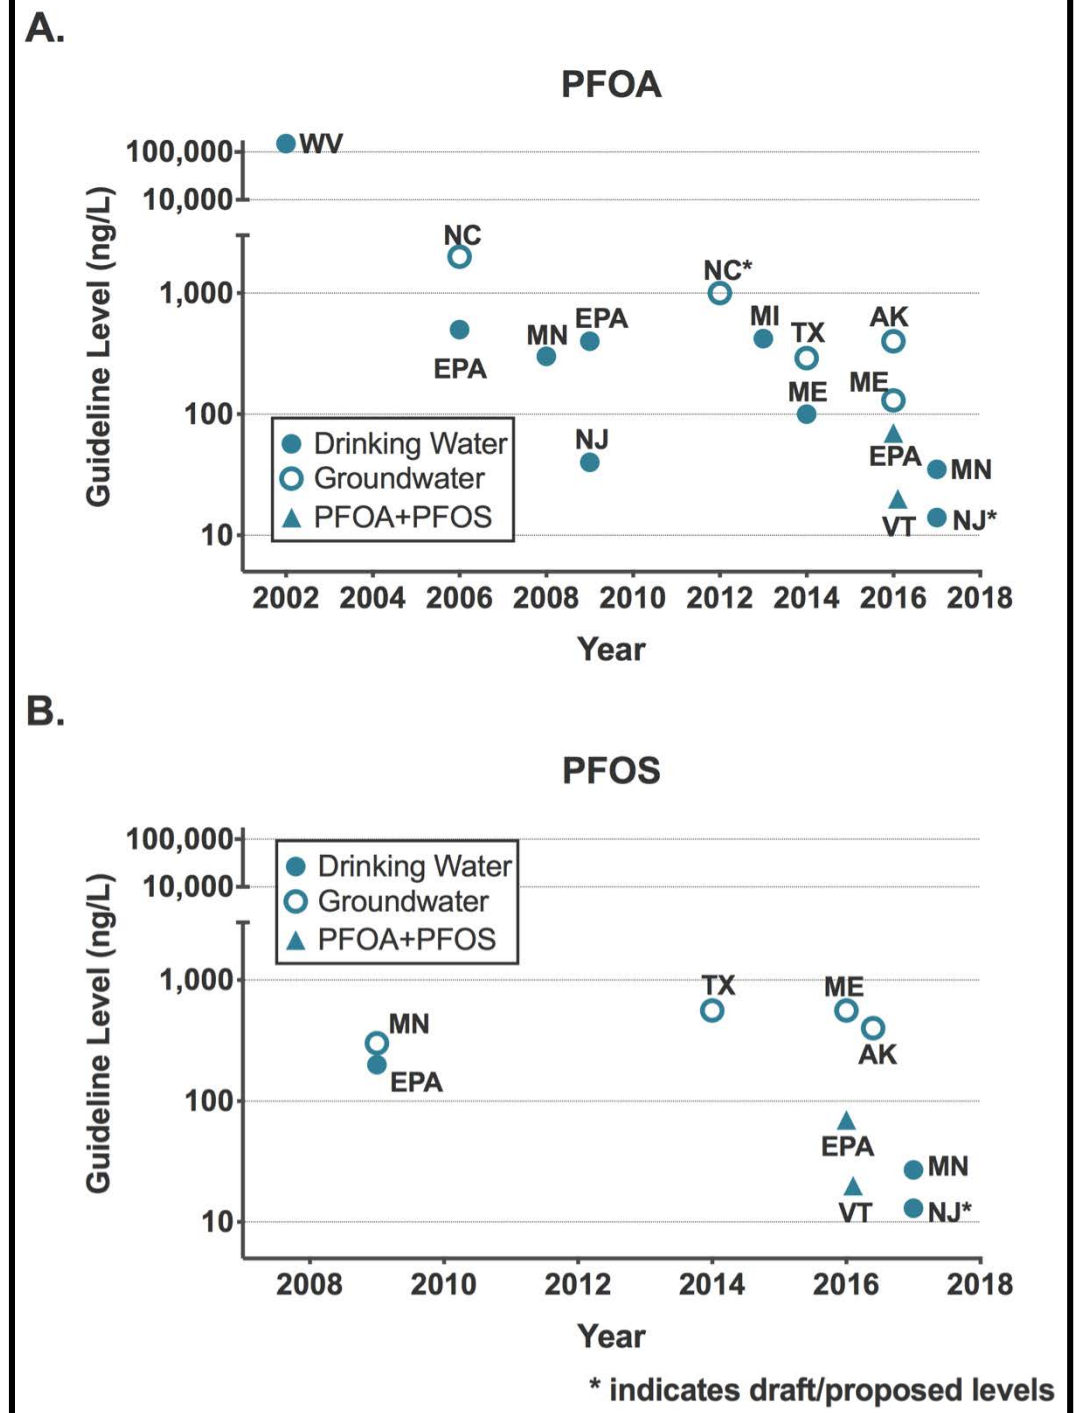 A.
PFOA
Guideline Level (ng/L)
100,000
10,000
1,000
100
10
WV
NC
EPA
MN
EPA
NJ
NC*
MI
TX
ME
AK
ME
EPA
VT
MN
NJ*
Drinking Water
Groundwater
PFOA+PFOS
2002 2004 2006 2008 2010 2012 2014 2016 2018
Year
B.
PFOS
Guideline Level (ng/L)
100,000
10,000
1,000
100
10
Drinking Water
Groundwater
PFOA+PFOS
MN
EPA
TX
ME
AK
EPA
VT
MN
NJ*
2008 2010 2012 2014 2016 2018
Year
* indicates draft/proposed levels